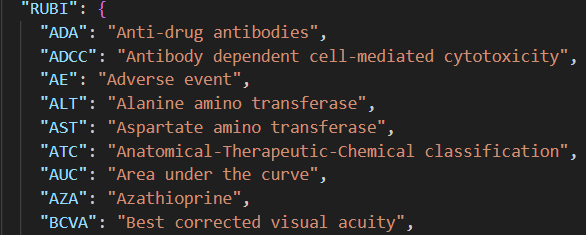 "RUBI": {
"ADA": "Anti-drug antibodies",
"ADCC": "Antibody dependent cell-mediated cytotoxicity",
"AE": "Adverse event",
"ALT": "Alanine amino transferase",
"AST": "Aspartate amino transferase",
"ATC": "Anatomical-Therapeutic-Chemical classification",
"AUC": "Area under the curve",
"AZA": "Azathioprine",
"BCVA": "Best corrected visual acuity",